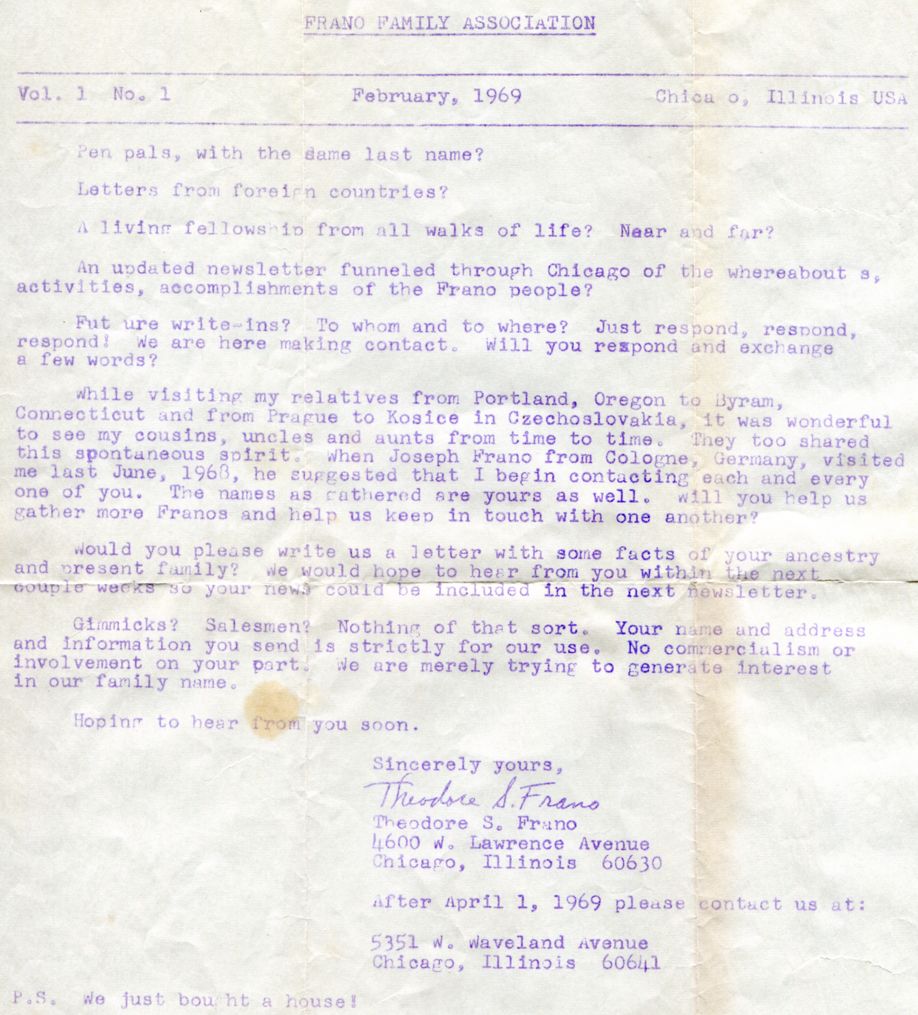 FRANO FAMILY ASSOCIATION
Vol. 1 No. 1 February, 1969 Chica o, Illinois USA
Pen pals, with the same last name?
Letters from foreign countries?
A living fellowship from all walks of life? Near and far?
An updated newsletter funneled through Chicago of the whereabout s,
activities, accomplishments of the Frano people?
Fut ure write-ins? To whom and to where? Just respond, respond,
respond! We are here making contact. Will you respond and exchange
a few words?
While visiting my relatives from Portland, Oregon to Byram,
Connecticut and from Prague to Kosice in Czechoslovakia, it was wonderful
to see my cousins, uncles and aunts from time to time. They too shared
this spontaneous spirit. When Joseph Frano from Cologne, Germany, visited
me last June, 1968, he suggested that I begin contacting each and every
one of you. The names as gathered are yours as well. Will you help us
gather more Franos and help us keep in touch with one another?
Would you please write us a letter with some facts of your ancestry
and present family? We would hope to hear from you within the next
couple weeks so your news could be included in the next newsletter.
Gimmicks? Salesmen? Nothing of that sort. Your name and address
and information you send is strictly for our use. No commercialism or
involvement on your part. We are merely trying to generate interest
in our family name.
Hoping to hear from you soon.
Sincerely yours,
Theodore S. Frano
Theodore S. Frano
4600 W. Lawrence Avenue
Chicago, Illinois 60630
After April 1, 1969 please contact us at:
5351 W. Waveland Avenue
Chicago, Illinois 60641
P.S. We just bou ht a house!